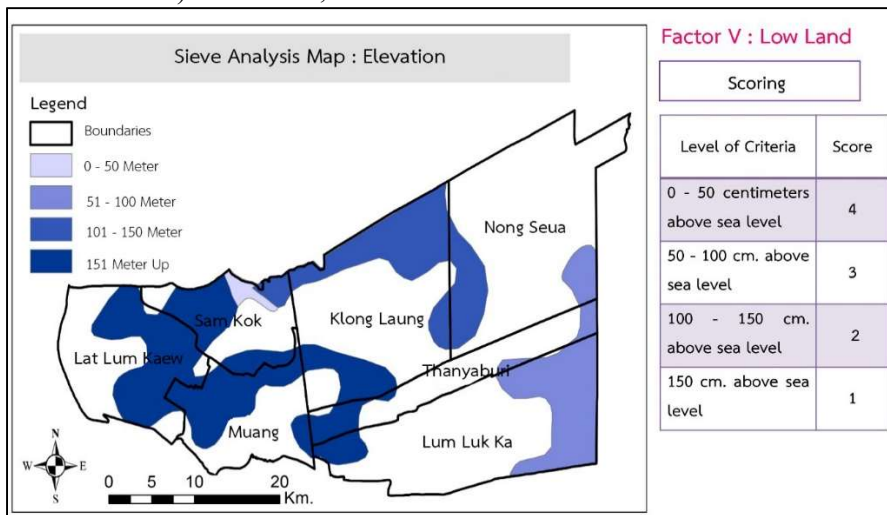 Sieve Analysis Map : Elevation
Legend
Boundaries
0 - 50 Meter
51 - 100 Meter
101 - 150 Meter
151 Meter Up
Nong Seua
Sam Kok
Klong Laung
Lat Lum Kaew
Thanyaburi
Muang
Lum Luk Ka
N
W E
S
0 5 10 20
Km.
Factor V : Low Land
Scoring
Level of Criteria Score
0 - 50 centimeters
above sea level
4
50 - 100 cm. above
sea level
3
100 - 150 cm.
above sea level
2
150 cm. above sea
level
1